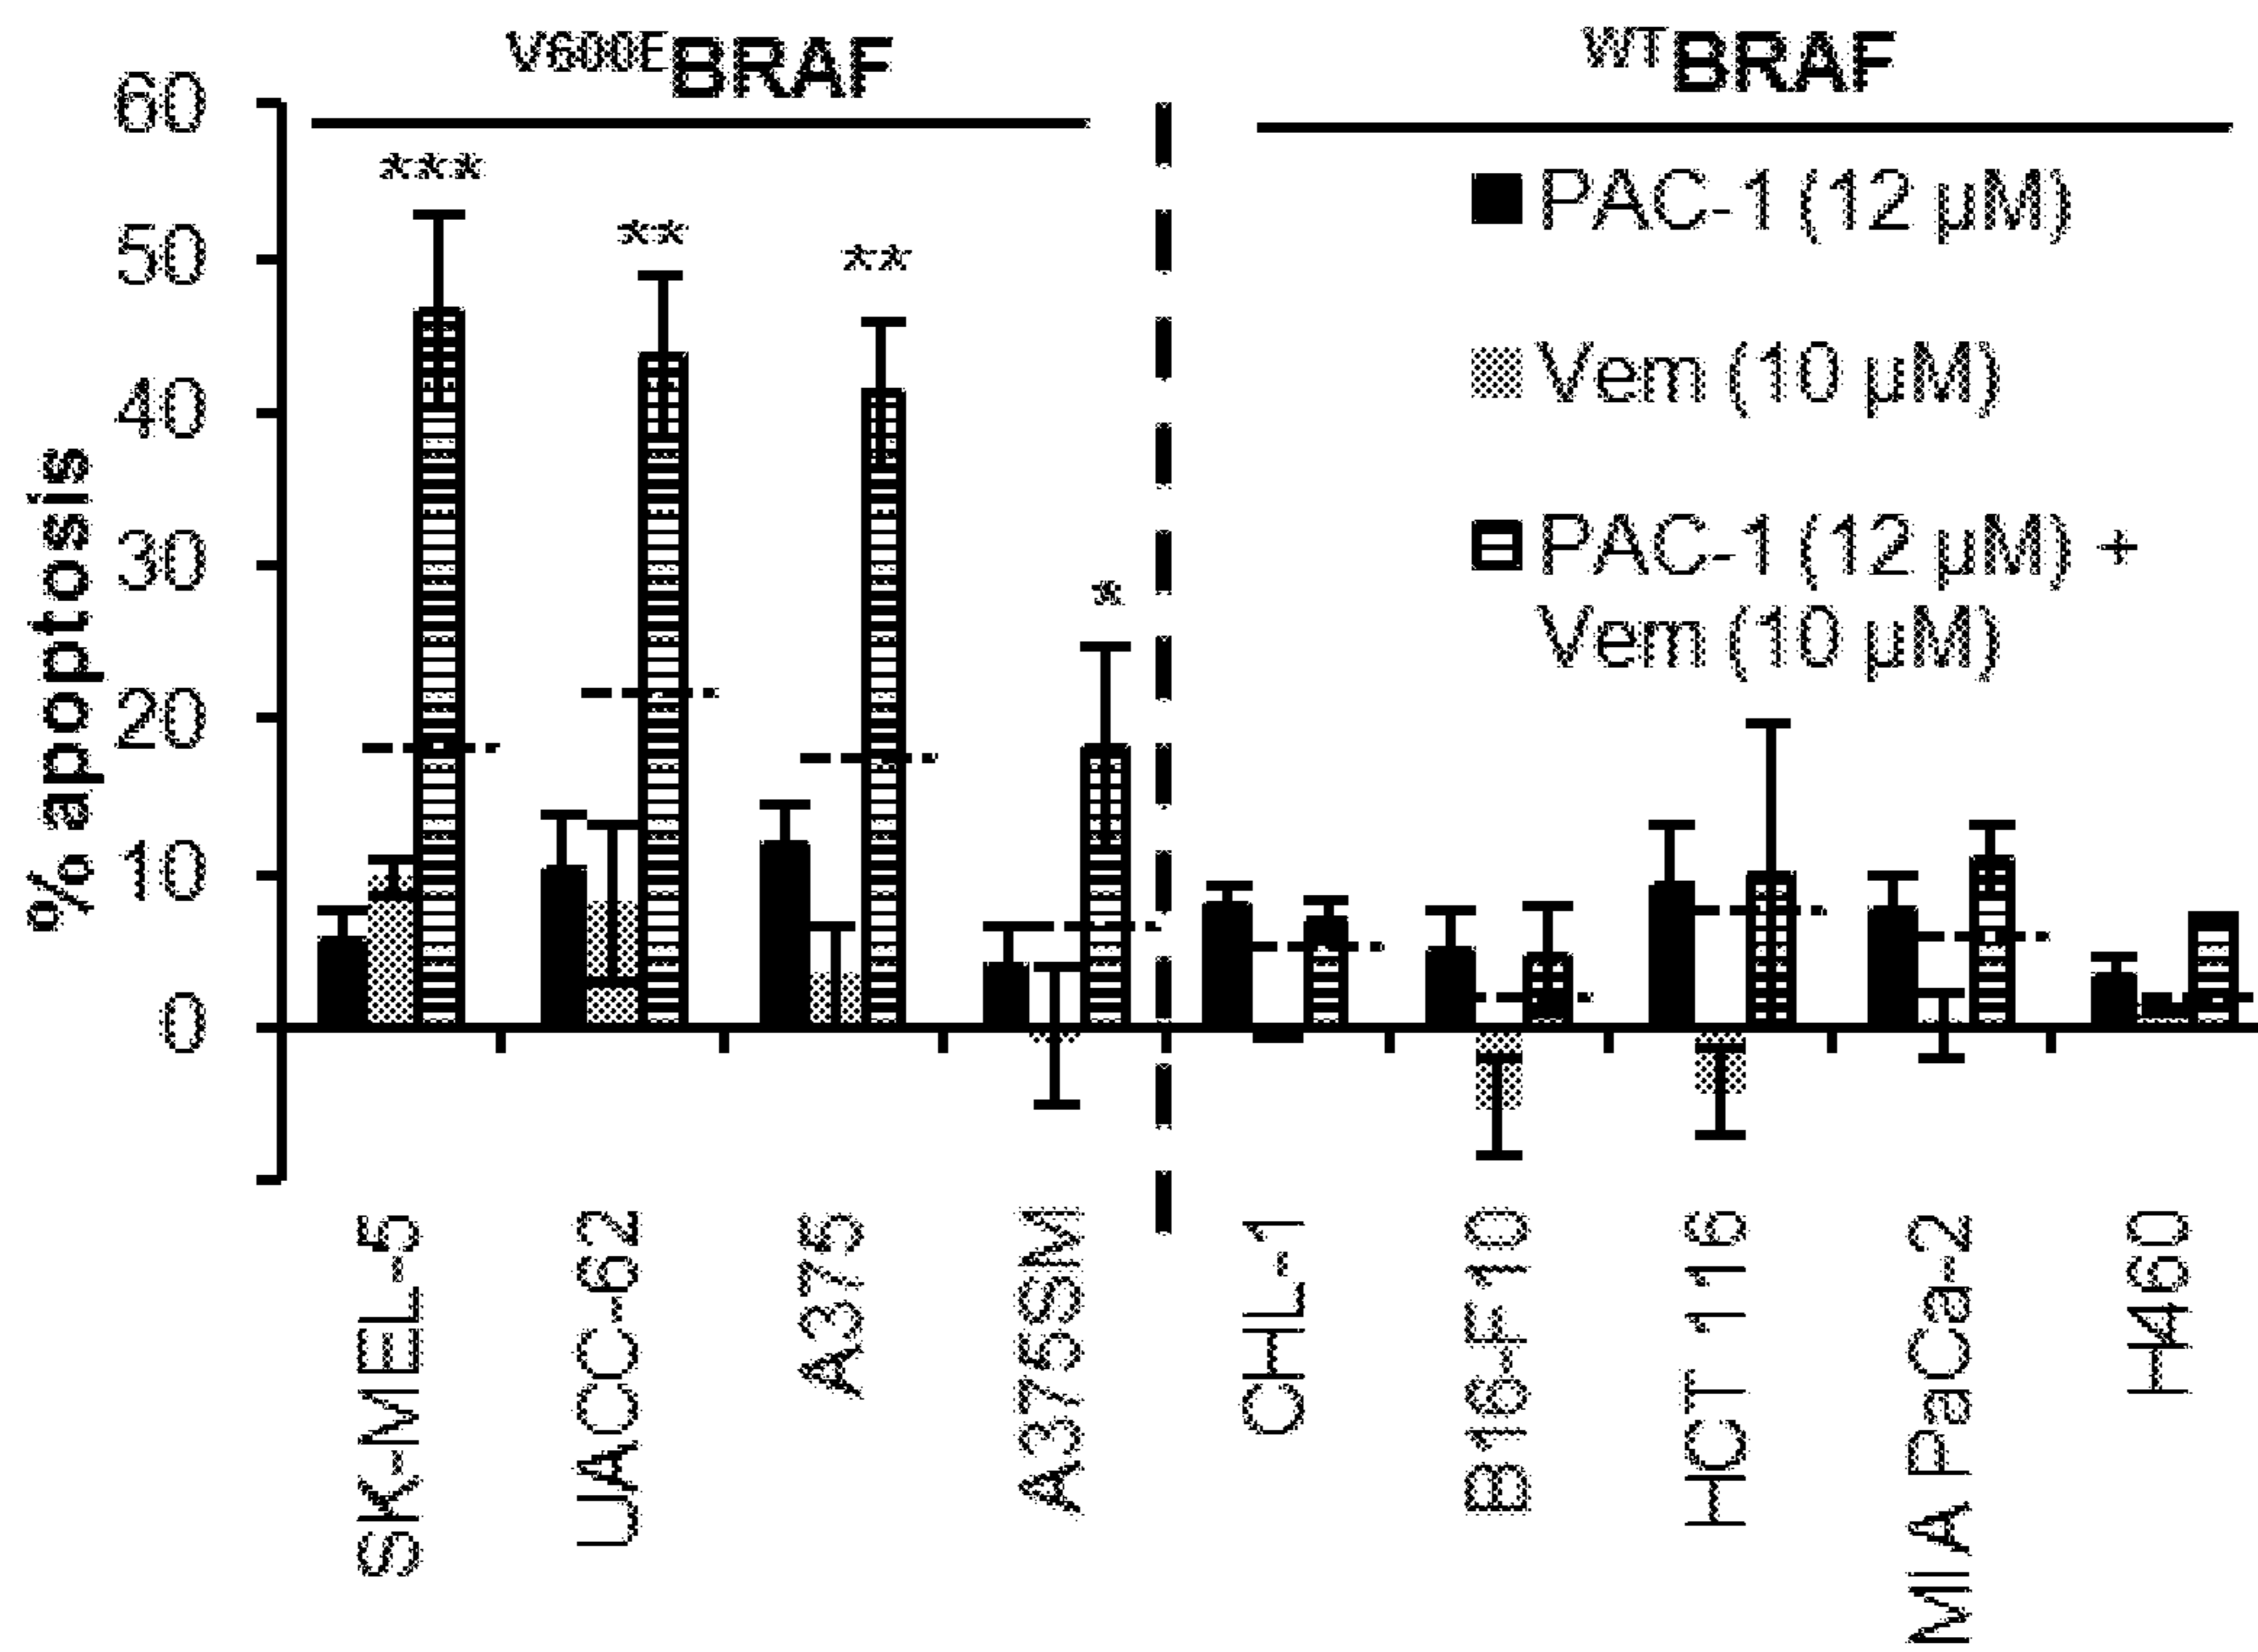 V600EBRAF
WTBRAF
60
50
40
30
20
10
0
% apoptosis
***
**
**
*
PAC-1 (12 µM)
Vem (10 µM)
PAC-1 (12 µM) +
Vem (10 µM)
SK-MEL-5
UACC-62
A375
A375SM
CHL-1
B16-F10
HCT 116
MIA PaCa-2
H460